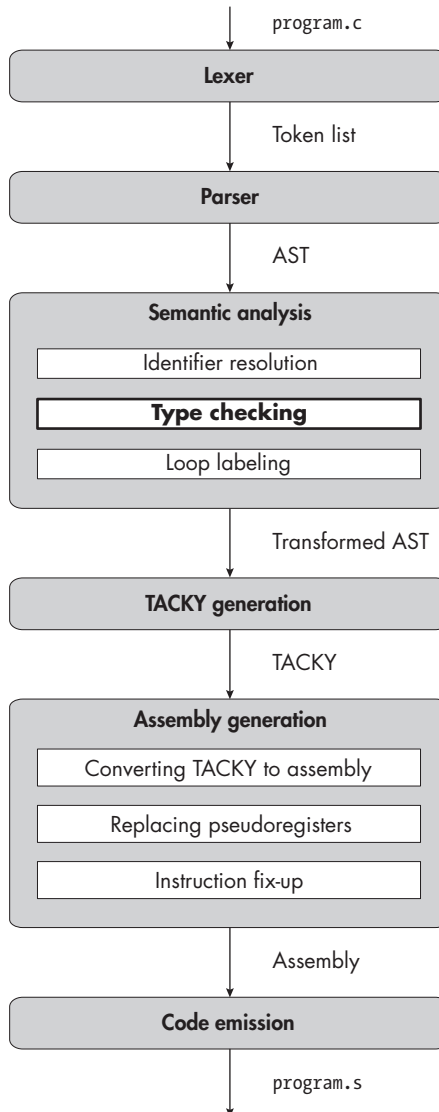 program.c
Lexer
Token list
Parser
AST
Semantic analysis
Identifier resolution
Type checking
Loop labeling
Transformed AST
TACKY generation
TACKY
Assembly generation
Converting TACKY to assembly
Replacing pseudoregisters
Instruction fix-up
Assembly
Code emission
program.s